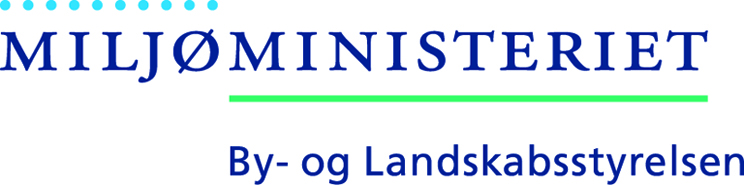 MILJØMINISTERIET
By- og Landskabsstyrelsen